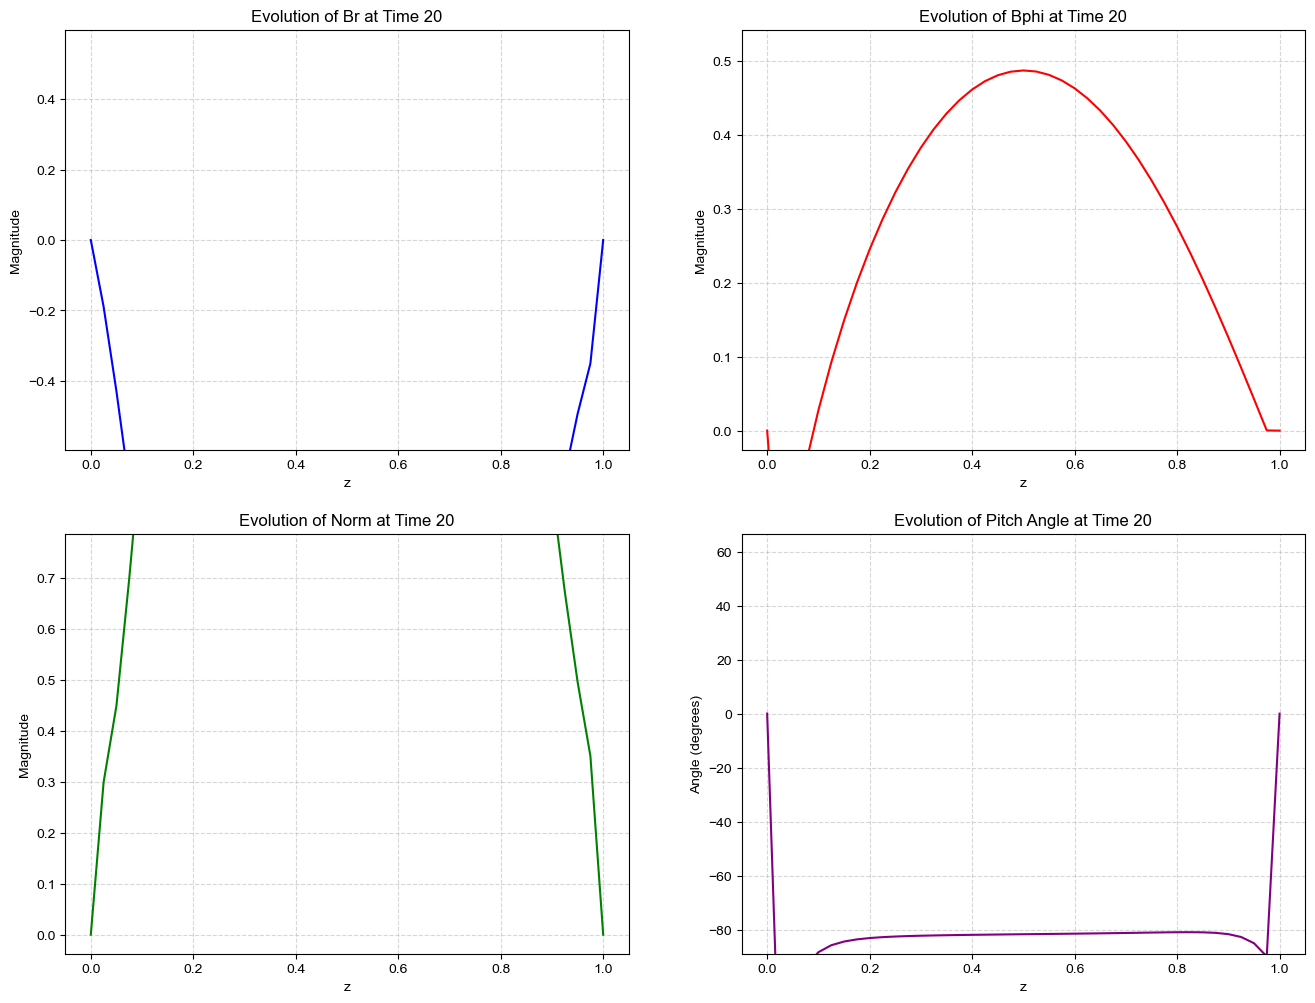 Evolution of Br at Time 20
Magnitude
0.4
0.2
0.0
−0.2
−0.4
0.0 0.2 0.4 0.6 0.8 1.0
z
Evolution of Bphi at Time 20
Magnitude
0.5
0.4
0.3
0.2
0.1
0.0
0.0 0.2 0.4 0.6 0.8 1.0
z
Evolution of Norm at Time 20
Magnitude
0.7
0.6
0.5
0.4
0.3
0.2
0.1
0.0
0.0 0.2 0.4 0.6 0.8 1.0
z
Evolution of Pitch Angle at Time 20
Angle (degrees)
60
40
20
0
−20
−40
−60
−80
0.0 0.2 0.4 0.6 0.8 1.0
z